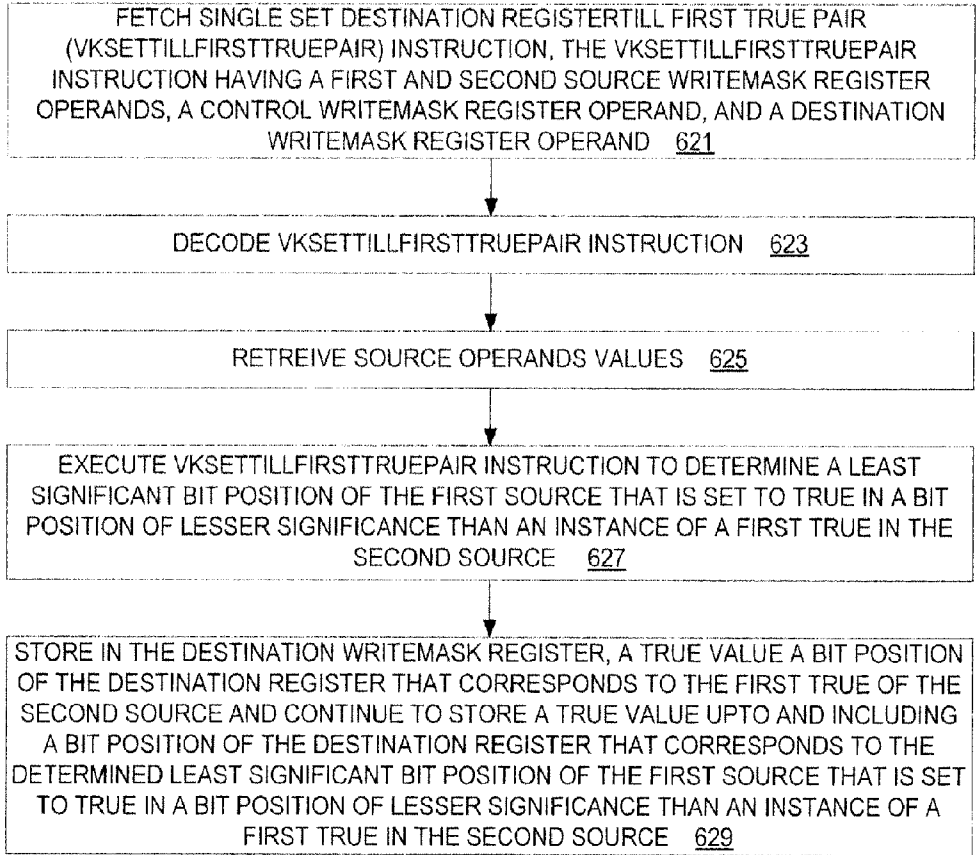 FETCH SINGLE SET DESTINATION REGISTERTILL FIRST TRUE PAIR
(VKSETTILLFIRSTTRUEPAIR) INSTRUCTION, THE VKSETTILLFIRSTTRUEPAIR
INSTRUCTION HAVING A FIRST AND SECOND SOURCE WRITEMASK REGISTER
OPERANDS, A CONTROL WRITEMASK REGISTER OPERAND, AND A DESTINATION
WRITEMASK REGISTER OPERAND 621
DECODE VKSETTILLFIRSTTRUEPAIR INSTRUCTION 623
RETREIVE SOURCE OPERANDS VALUES 625
EXECUTE VKSETTILLFIRSTTRUEPAIR INSTRUCTION TO DETERMINE A LEAST
SIGNIFICANT BIT POSITION OF THE FIRST SOURCE THAT IS SET TO TRUE IN A BIT
POSITION OF LESSER SIGNIFICANCE THAN AN INSTANCE OF A FIRST TRUE IN THE
SECOND SOURCE 627
STORE IN THE DESTINATION WRITEMASK REGISTER, A TRUE VALUE A BIT POSITION
OF THE DESTINATION REGISTER THAT CORRESPONDS TO THE FIRST TRUE OF THE
SECOND SOURCE AND CONTINUE TO STORE A TRUE VALUE UPTO AND INCLUDING
A BIT POSITION OF THE DESTINATION REGISTER THAT CORRESPONDS TO THE
DETERMINED LEAST SIGNIFICANT BIT POSITION OF THE FIRST SOURCE THAT IS SET
TO TRUE IN A BIT POSITION OF LESSER SIGNIFICANCE THAN AN INSTANCE OF A
FIRST TRUE IN THE SECOND SOURCE 629